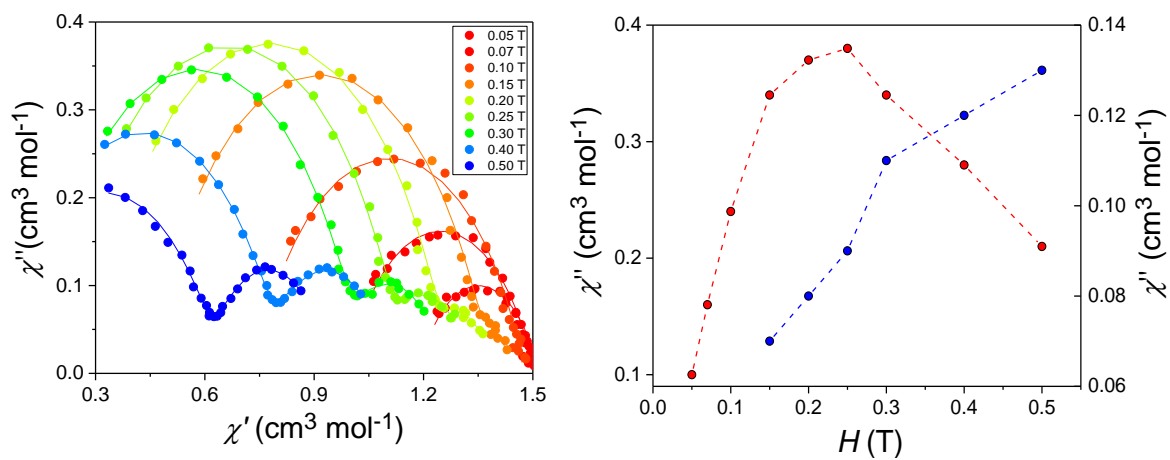 0.4
0.3
0.2
0.1
0.0
χ''(cm³ mol⁻¹)
0.05 T
0.07 T
0.10 T
0.15 T
0.20 T
0.25 T
0.30 T
0.40 T
0.50 T
0.3 0.6 0.9 1.2 1.5
χ' (cm³ mol⁻¹)
0.4
0.3
0.2
0.1
χ'' (cm³ mol⁻¹)
0.14
0.12
0.10
0.08
0.06
χ'' (cm³ mol⁻¹)
0.0 0.1 0.2 0.3 0.4 0.5
H (T)